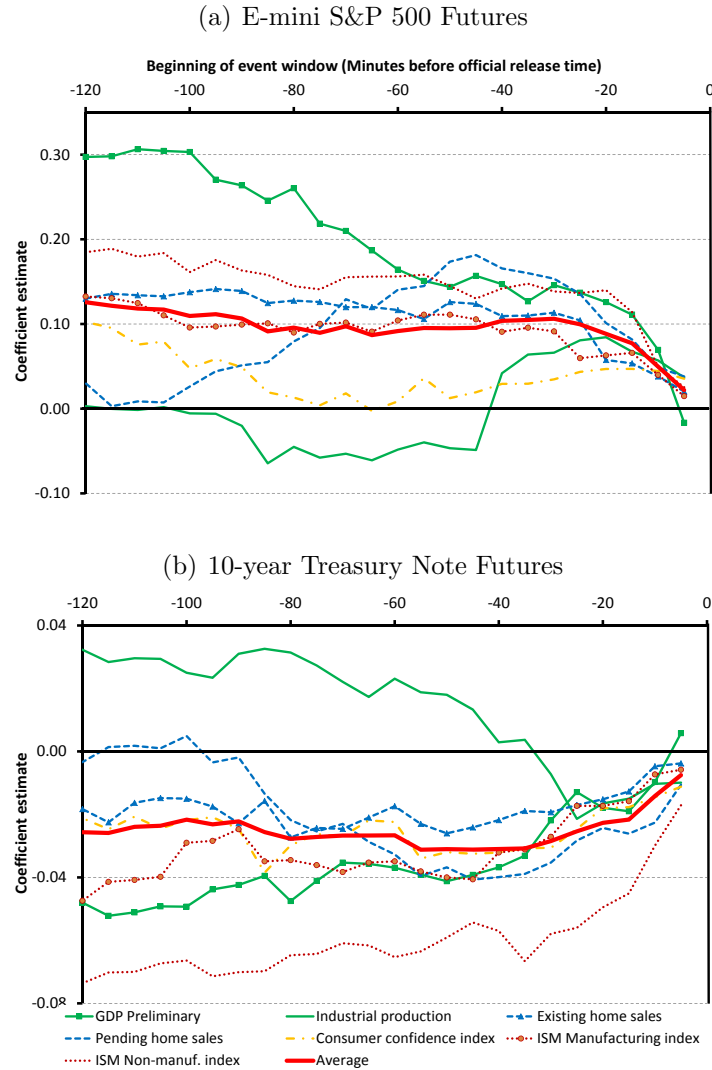 (a) E-mini S&P 500 Futures
Beginning of event window (Minutes before official release time)
-120 -100 -80 -60 -40 -20 0
0.30
0.20
0.10
0.00
-0.10
Coefficient estimate
(b) 10-year Treasury Note Futures
-120 -100 -80 -60 -40 -20 0
0.04
0.00
-0.04
-0.08
Coefficient estimate
GDP Preliminary Industrial production Existing home sales
Pending home sales Consumer confidence index ISM Manufacturing index
ISM Non-manuf. index Average